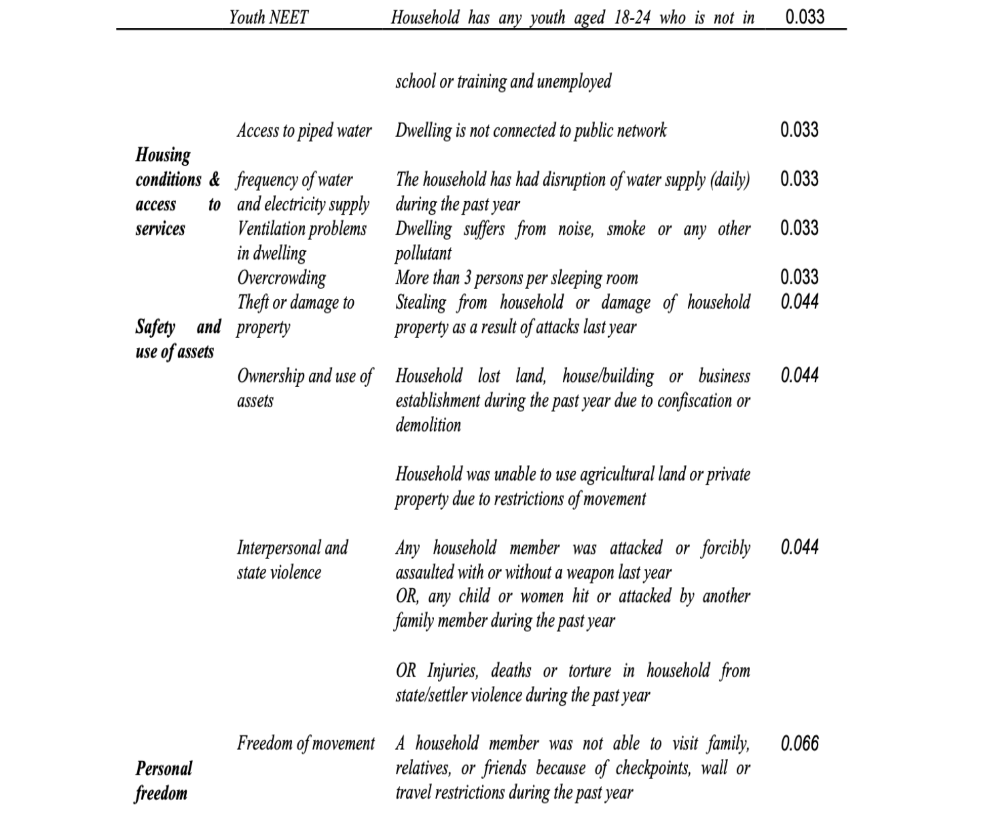 Youth NEET Household has any youth aged 18-24 who is not in 0.033
school or training and unemployed
Access to piped water Dwelling is not connected to public network 0.033
Housing
conditions & frequency of water The household has had disruption of water supply (daily) 0.033
access to and electricity supply during the past year
services Ventilation problems Dwelling suffers from noise, smoke or any other 0.033
in dwelling pollutant
Overcrowding More than 3 persons per sleeping room 0.033
Theft or damage to Stealing from household or damage of household 0.044
Safety and property property as a result of attacks last year
use of assets
Ownership and use of Household lost land, house/building or business 0.044
assets establishment during the past year due to confiscation or
demolition
Household was unable to use agricultural land or private
property due to restrictions of movement
Interpersonal and Any household member was attacked or forcibly 0.044
state violence assaulted with or without a weapon last year
OR, any child or women hit or attacked by another
family member during the past year
OR Injuries, deaths or torture in household from
state/settler violence during the past year
Freedom of movement A household member was not able to visit family, 0.066
Personal relatives, or friends because of checkpoints, wall or
freedom travel restrictions during the past year